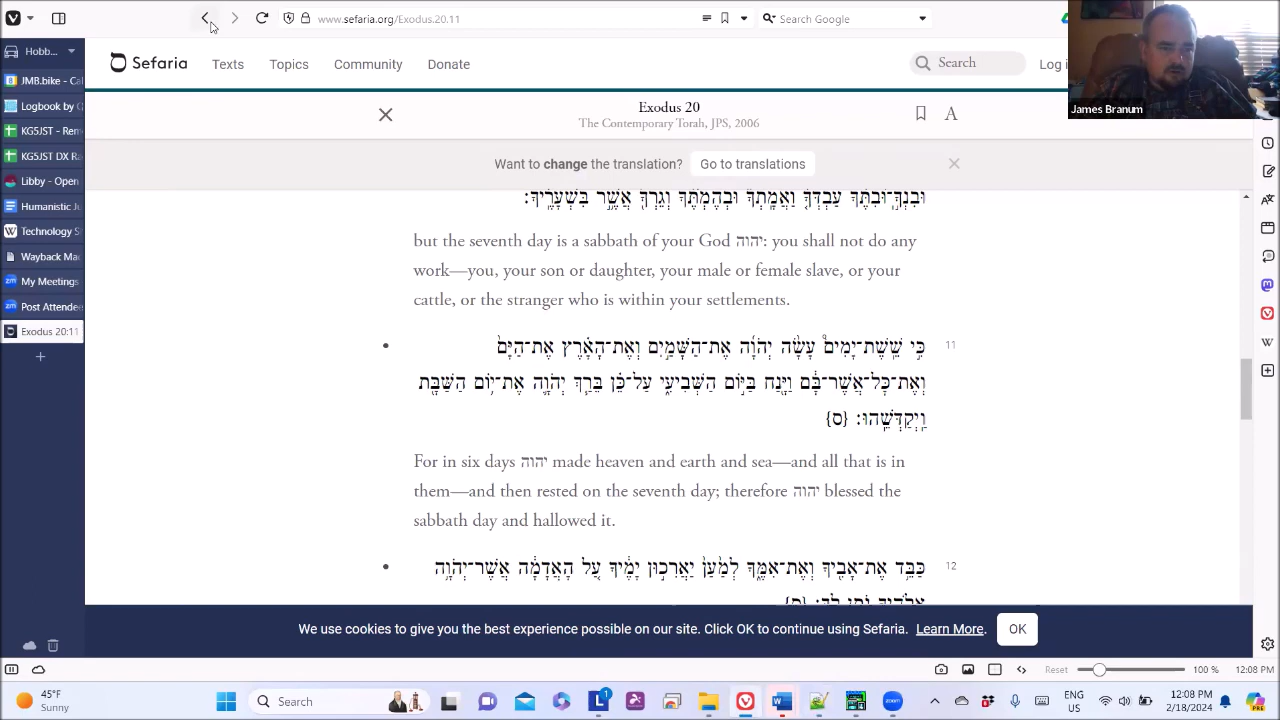 www.sefaria.org/Exodus.20.11
Search Google
Sefaria
Texts
Topics
Community
Donate
Search
Log i
James Branum
Hobb...
JMB.bike - Cal
Logbook by Q
KG5JST - Rem
KG5JST DX Ra
Libby - Open
Humanistic Ju
Technology S
Wayback Mac
My Meetings
Post Attendee
Exodus 20:11
Exodus 20
The Contemporary Torah, JPS, 2006
A
Want to change the translation?
Go to translations
וּבִנְךָ֣־וּבִתֶּ֗ךָ עַבְדְּךָ֤ וַאֲמָֽתְךָ֙ וּבְהֶמְתֶּ֔ךָ וְגֵרְךָ֖ אֲשֶׁ֥ר בִּשְׁעָרֶֽיךָ׃
but the seventh day is a sabbath of your God יהוה: you shall not do any
work—you, your son or daughter, your male or female slave, or your
cattle, or the stranger who is within your settlements.
11
כִּ֣י שֵֽׁשֶׁת־יָמִים֩ עָשָׂ֨ה יְהֹוָ֜ה אֶת־הַשָּׁמַ֣יִם וְאֶת־הָאָ֗רֶץ אֶת־הַיָּם֙
וְאֶת־כׇּל־אֲשֶׁר־בָּ֔ם וַיָּ֖נַח בַּיּ֣וֹם הַשְּׁבִיעִ֑י עַל־כֵּ֗ן בֵּרַ֧ךְ יְהֹוָ֛ה אֶת־י֥וֹם הַשַּׁבָּ֖ת
וַֽיְקַדְּשֵֽׁהוּ׃ {ס}
For in six days יהוה made heaven and earth and sea—and all that is in
them—and then rested on the seventh day; therefore יהוה blessed the
sabbath day and hallowed it.
12
כַּבֵּ֥ד אֶת־אָבִ֖יךָ וְאֶת־אִמֶּ֑ךָ לְמַ֙עַן֙ יַאֲרִכ֣וּן יָמֶ֔יךָ עַ֚ל הָאֲדָמָ֔ה אֲשֶׁר־יְהֹוָ֥ה
We use cookies to give you the best experience possible on our site. Click OK to continue using Sefaria. Learn More.
OK
Reset
100 %
12:08 PM
45°F
Sunny
Search
ENG
US
12:08 PM
2/18/2024